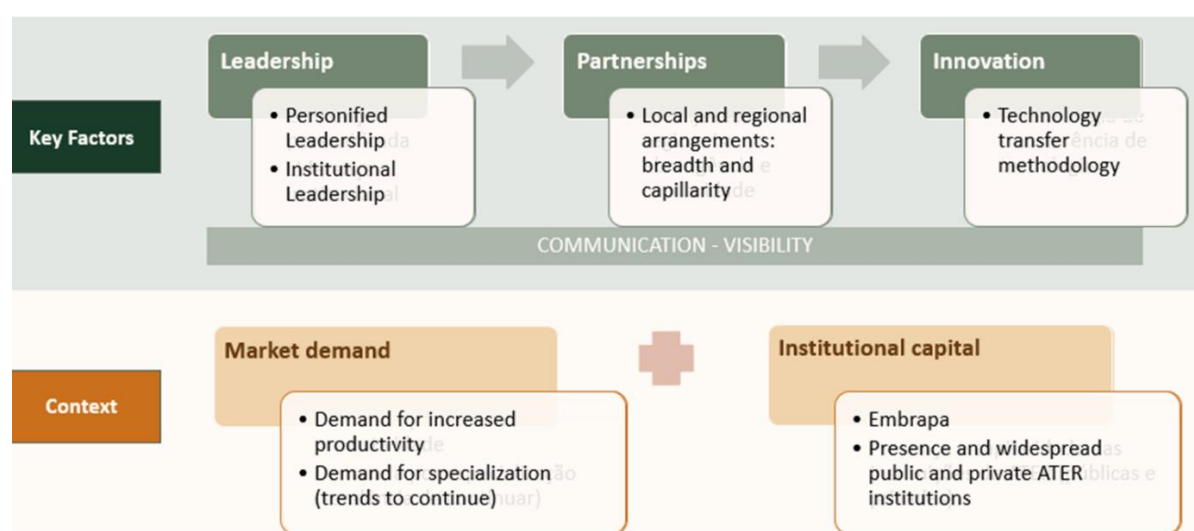 Key Factors
Leadership
• Personified
Leadership
• Institutional
Leadership
Partnerships
• Local and regional
arrangements:
breadth and
capillarity
Innovation
• Technology
transfer
methodology
COMMUNICATION - VISIBILITY
Context
Market demand
• Demand for increased
productivity
• Demand for specialization
(trends to continue)
Institutional capital
• Embrapa
• Presence and widespread
public and private ATER
institutions